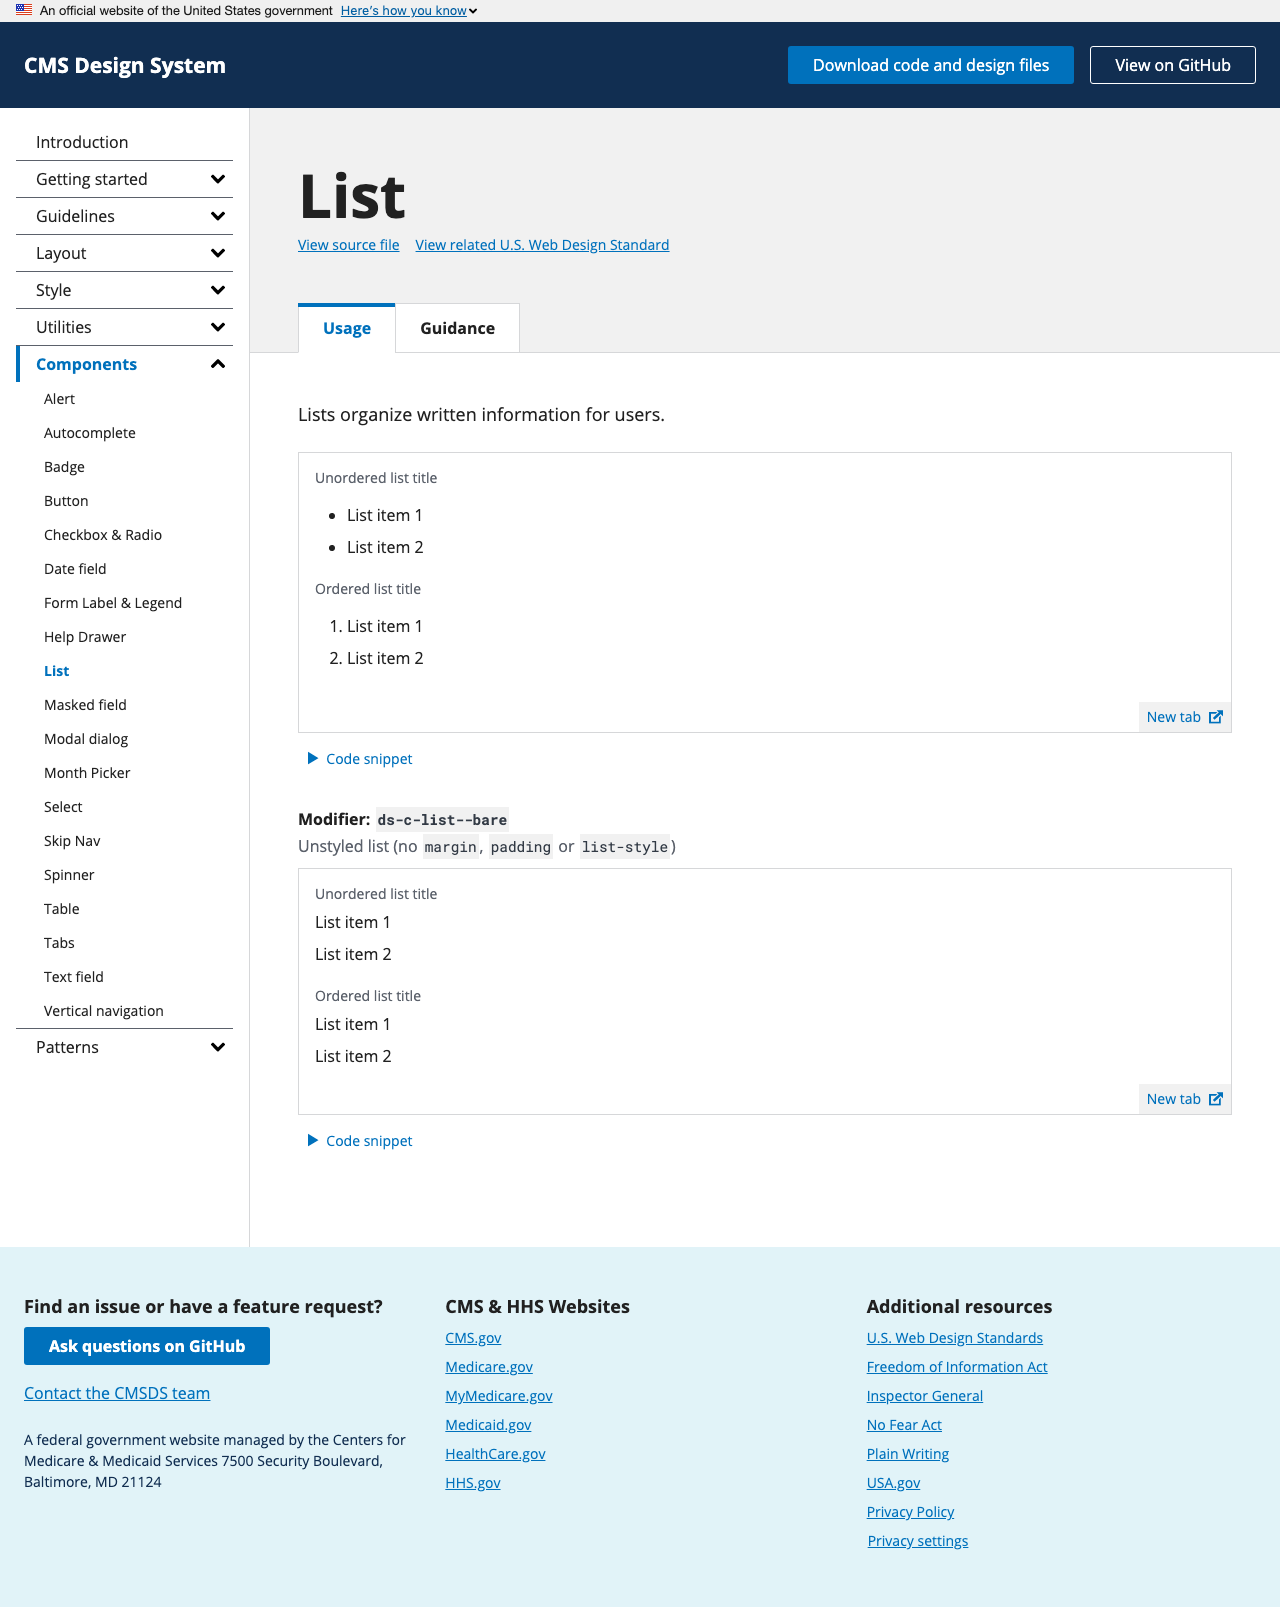 An official website of the United States government Here's how you know
CMS Design System
Download code and design files
View on GitHub
Introduction
Getting started
Guidelines
Layout
Style
Utilities
Components
Alert
Autocomplete
Badge
Button
Checkbox & Radio
Date field
Form Label & Legend
Help Drawer
List
Masked field
Modal dialog
Month Picker
Select
Skip Nav
Spinner
Table
Tabs
Text field
Vertical navigation
Patterns
List
View source file View related U.S. Web Design Standard
Usage
Guidance
Lists organize written information for users.
Unordered list title
• List item 1
• List item 2
Ordered list title
1. List item 1
2. List item 2
New tab
Code snippet
Modifier: ds-c-list--bare
Unstyled list (no margin, padding or list-style)
Unordered list title
List item 1
List item 2
Ordered list title
List item 1
List item 2
New tab
Code snippet
Find an issue or have a feature request?
Ask questions on GitHub
Contact the CMSDS team
A federal government website managed by the Centers for
Medicare & Medicaid Services 7500 Security Boulevard,
Baltimore, MD 21124
CMS & HHS Websites
CMS.gov
Medicare.gov
MyMedicare.gov
Medicaid.gov
HealthCare.gov
HHS.gov
Additional resources
U.S. Web Design Standards
Freedom of Information Act
Inspector General
No Fear Act
Plain Writing
USA.gov
Privacy Policy
Privacy settings